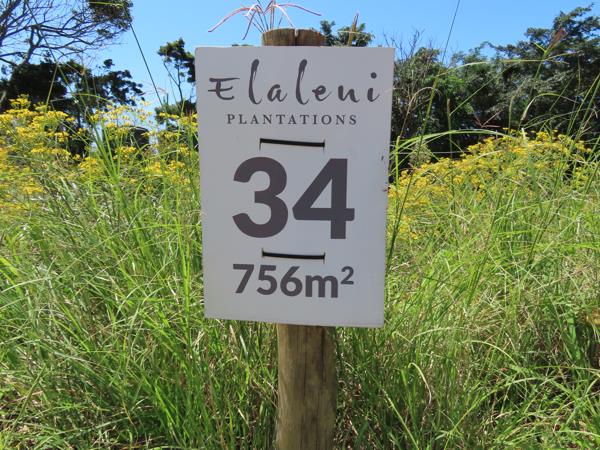 Elaleni
PLANTATIONS
34
756m²